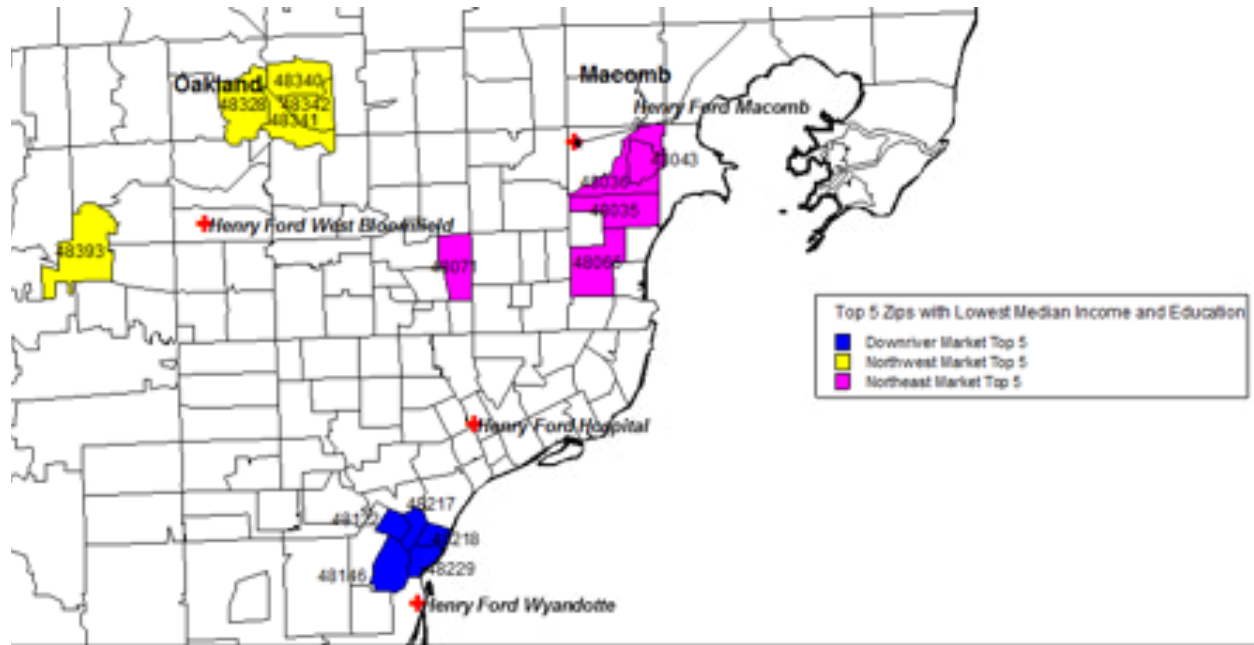 Oakland
48340
48328
48342
48341
Macomb
Henry Ford Macomb
48043
48036
48035
Henry Ford West Bloomfield
48393
48071
48066
Top 5 Zips with Lowest Median Income and Education
Downriver Market Top 5
Northwest Market Top 5
Northeast Market Top 5
Henry Ford Hospital
48217
48218
48146
48229
Henry Ford Wyandotte